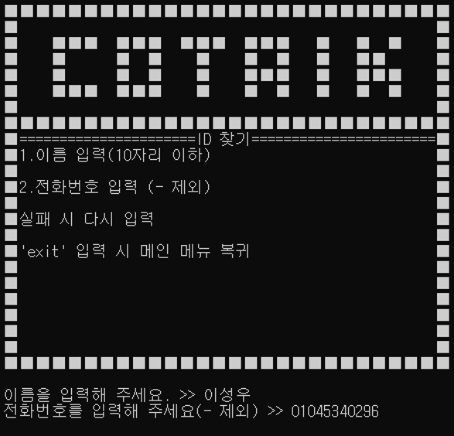 COTAIK
======================ID 찾기=======================
1.이름 입력(10자리 이하)
2.전화번호 입력 (- 제외)
실패 시 다시 입력
'exit' 입력 시 메인 메뉴 복귀
이름을 입력해 주세요. >> 이성우
전화번호를 입력해 주세요(- 제외) >> 01045340296